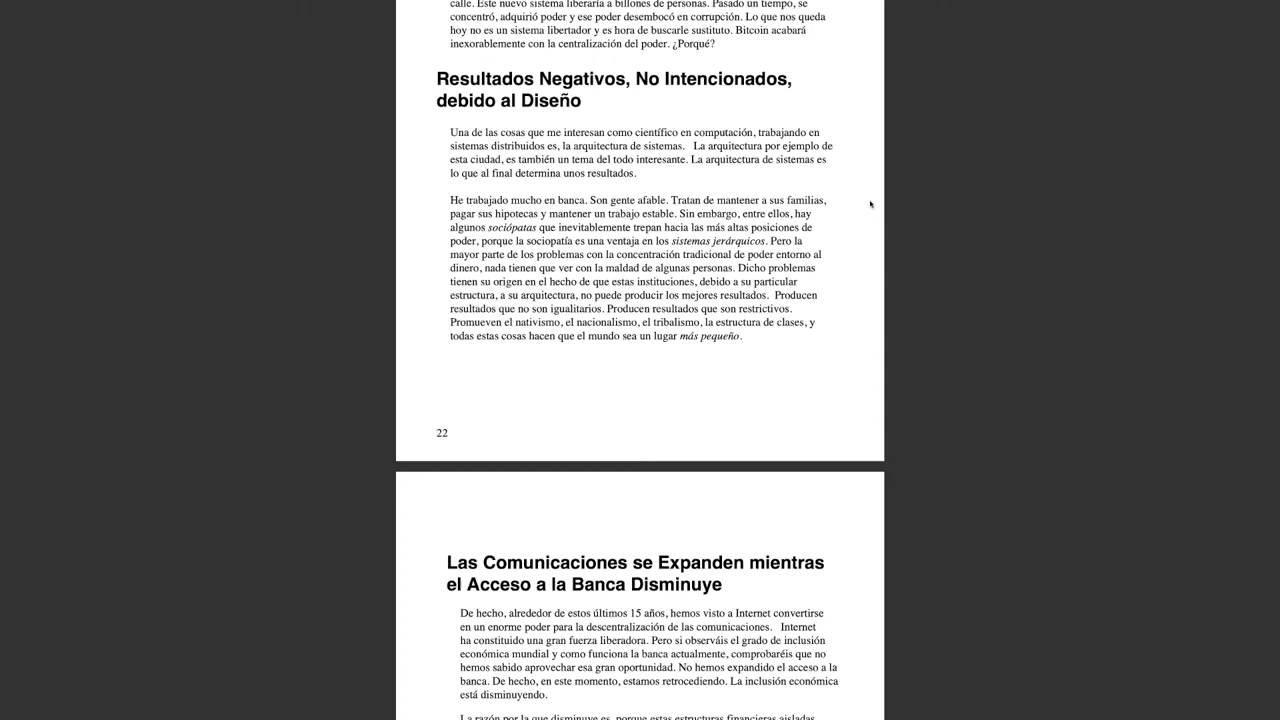 calle. Este nuevo sistema liberaría a billones de personas. Pasado un tiempo, se
concentró, adquirió poder y ese poder desembocó en corrupción. Lo que nos queda
hoy no es un sistema libertador y es hora de buscarle sustituto. Bitcoin acabará
inexorablemente con la centralización del poder. ¿Porqué?
Resultados Negativos, No Intencionados,
debido al Diseño
Una de las cosas que me interesan como científico en computación, trabajando en
sistemas distribuidos es, la arquitectura de sistemas. La arquitectura por ejemplo de
esta ciudad, es también un tema del todo interesante. La arquitectura de sistemas es
lo que al final determina unos resultados.
He trabajado mucho en banca. Son gente afable. Tratan de mantener a sus familias,
pagar sus hipotecas y mantener un trabajo estable. Sin embargo, entre ellos, hay
algunos sociópatas que inevitablemente trepan hacia las más altas posiciones de
poder, porque la sociopatía es una ventaja en los sistemas jerárquicos. Pero la
mayor parte de los problemas con la concentración tradicional de poder entorno al
dinero, nada tienen que ver con la maldad de algunas personas. Dicho problemas
tienen su origen en el hecho de que estas instituciones, debido a su particular
estructura, a su arquitectura, no puede producir los mejores resultados. Producen
resultados que no son igualitarios. Producen resultados que son restrictivos.
Promueven el nativismo, el nacionalismo, el tribalismo, la estructura de clases, y
todas estas cosas hacen que el mundo sea un lugar más pequeño.
22
Las Comunicaciones se Expanden mientras
el Acceso a la Banca Disminuye
De hecho, alrededor de estos últimos 15 años, hemos visto a Internet convertirse
en un enorme poder para la descentralización de las comunicaciones. Internet
ha constituido una gran fuerza liberadora. Pero si observáis el grado de inclusión
económica mundial y como funciona la banca actualmente, comprobaréis que no
hemos sabido aprovechar esa gran oportunidad. No hemos expandido el acceso a la
banca. De hecho, en este momento, estamos retrocediendo. La inclusión económica
está disminuyendo.
La razón por la que disminuye es, porque estas estructuras financieras aisladas